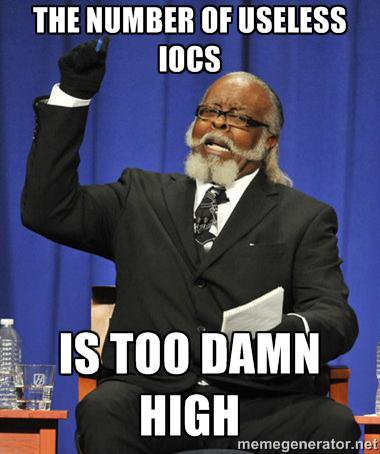 THE NUMBER OF USELESS
IOCS
IS TOO DAMN
HIGH
memegenerator.net